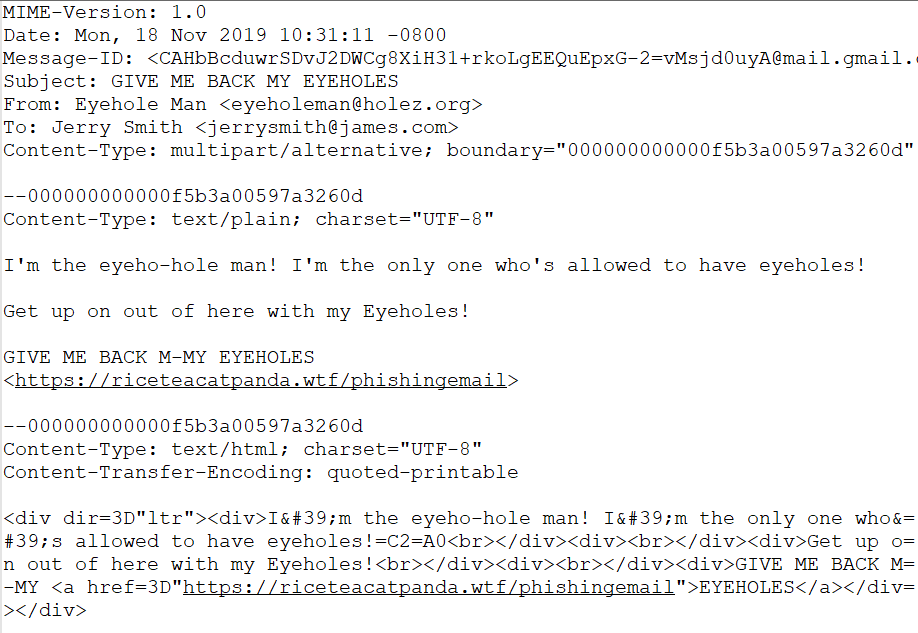 MIME-Version: 1.0
Date: Mon, 18 Nov 2019 10:31:11 -0800
Message-ID: <CAHbBcduwrSDvJ2DWCg8XiH31+rkoLgEEQuEpxG-2=vMsjd0uyA@mail.gmail.
Subject: GIVE ME BACK MY EYEHOLES
From: Eyehole Man <eyeholeman@holez.org>
To: Jerry Smith <jerrysmith@james.com>
Content-Type: multipart/alternative; boundary="000000000000f5b3a00597a3260d"
--000000000000f5b3a00597a3260d
Content-Type: text/plain; charset="UTF-8"
I'm the eyeho-hole man! I'm the only one who's allowed to have eyeholes!
Get up on out of here with my Eyeholes!
GIVE ME BACK M-MY EYEHOLES
<https://riceteacatpanda.wtf/phishingemail>
--000000000000f5b3a00597a3260d
Content-Type: text/html; charset="UTF-8"
Content-Transfer-Encoding: quoted-printable
<div dir=3D"ltr"><div>I&#39;m the eyeho-hole man! I&#39;m the only one who&=
#39;s allowed to have eyeholes!=C2=A0<br></div><div><br></div><div>Get up o=
n out of here with my Eyeholes!<br></div><div><br></div><div>GIVE ME BACK M=
-MY <a href=3D"https://riceteacatpanda.wtf/phishingemail">EYEHOLES</a></div=
></div>